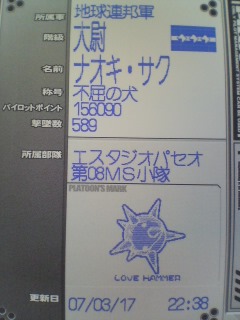 所属軍 地球連邦軍
階級 大尉
名前 ナオキ・サク
称号 不屈の犬
パイロットポイント 156090
撃墜数 589
所属部隊 エスタジオパセオ
第08MS小隊
PLATOON'S MARK
LOVE HAMMER
更新日 07/03/17 22:38